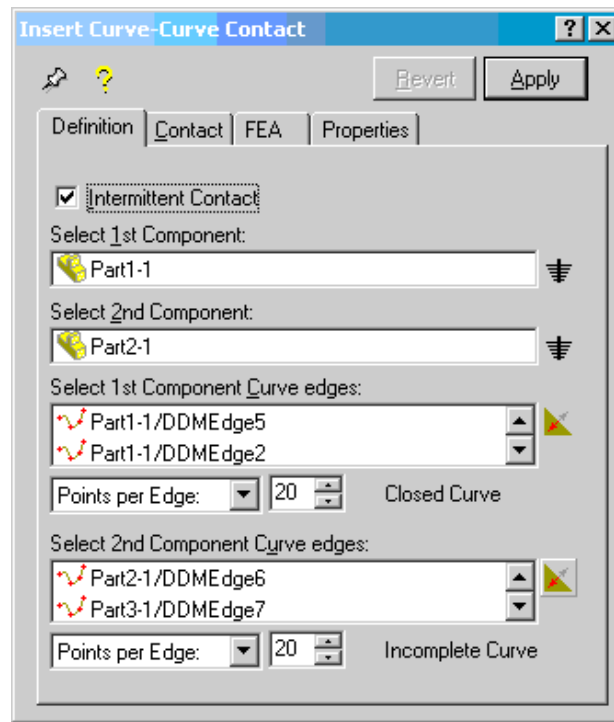 Insert Curve-Curve Contact
Revert Apply
Definition Contact FEA Properties
Intermittent Contact
Select 1st Component:
Part1-1
Select 2nd Component:
Part2-1
Select 1st Component Curve edges:
Part1-1/DDMEdge5
Part1-1/DDMEdge2
Points per Edge: 20 Closed Curve
Select 2nd Component Curve edges:
Part2-1/DDMEdge6
Part3-1/DDMEdge7
Points per Edge: 20 Incomplete Curve